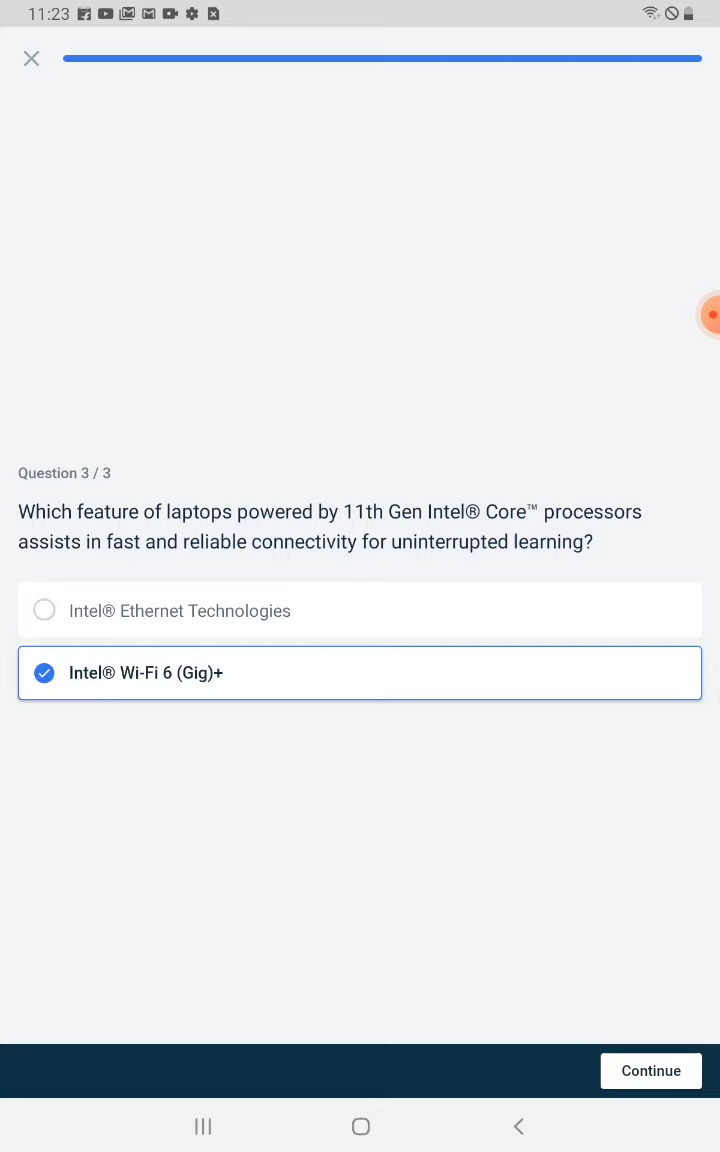 11:23
Question 3 / 3
Which feature of laptops powered by 11th Gen Intel® Core™ processors
assists in fast and reliable connectivity for uninterrupted learning?
Intel® Ethernet Technologies
Intel® Wi-Fi 6 (Gig)+
Continue